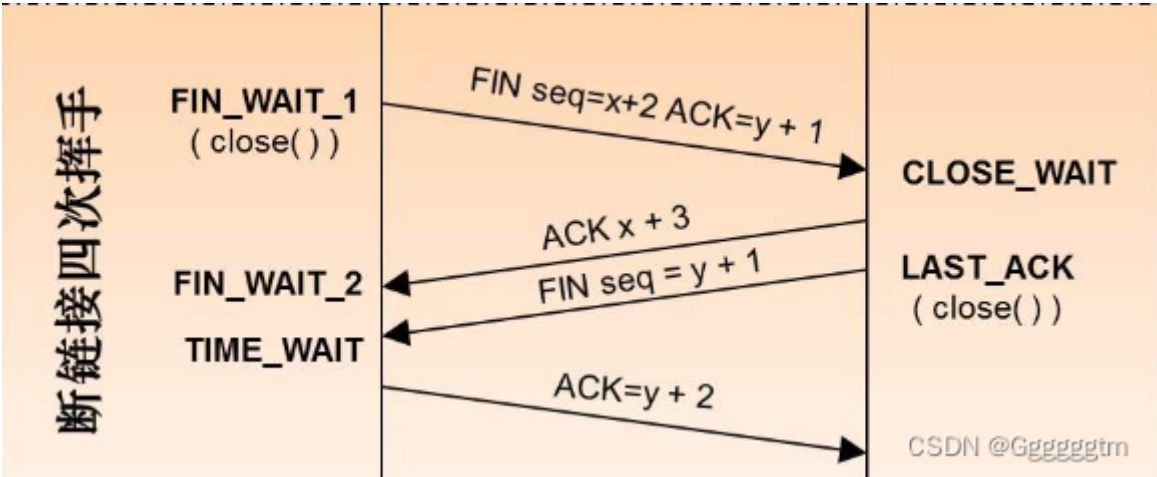 断链接四次挥手
FIN_WAIT_1
( close( ) )
FIN seq=x+2 ACK=y + 1
CLOSE_WAIT
ACK x + 3
FIN_WAIT_2
FIN seq = y + 1
LAST_ACK
( close( ) )
TIME_WAIT
ACK=y + 2
CSDN @Ggggggtm